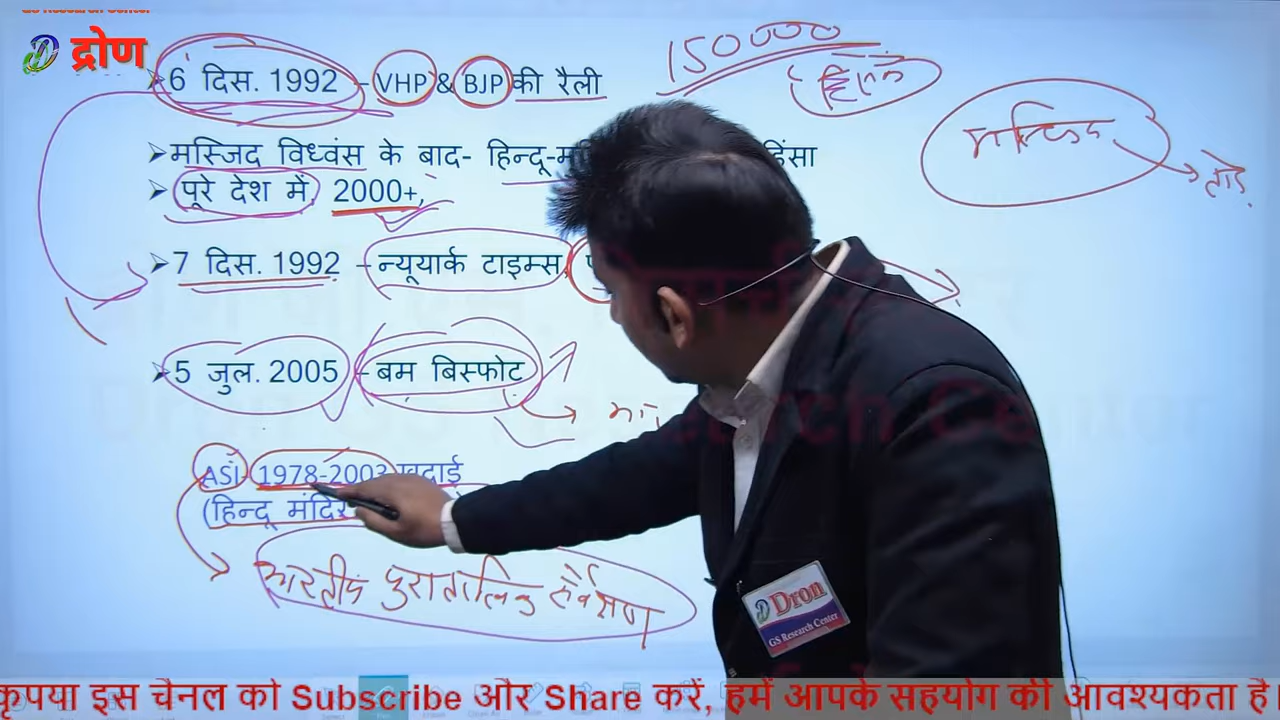 द्रोण
6 दिस. 1992 - VHP & BJP की रैली
150000
मस्जिद
तोड़
मस्जिद विध्वंस के बाद- हिन्दू- हिंसा
पूरे देश में, 2000+,
7 दिस. 1992 - न्यूयार्क टाइम्स,
5 जुल. 2005 - बम बिस्फोट
ASI 1978-2003 खुदाई
(हिन्दू मंदिर
भारतीय पुरातात्विक सर्वेक्षण
Dron
GS Research Center
कृपया इस चैनल को Subscribe और Share करें, हमें आपके सहयोग की आवश्यकता है।